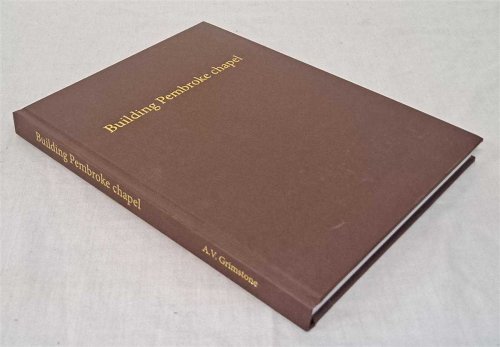 Building Pembroke chapel
Building Pembroke chapel
A.V. Grimstone